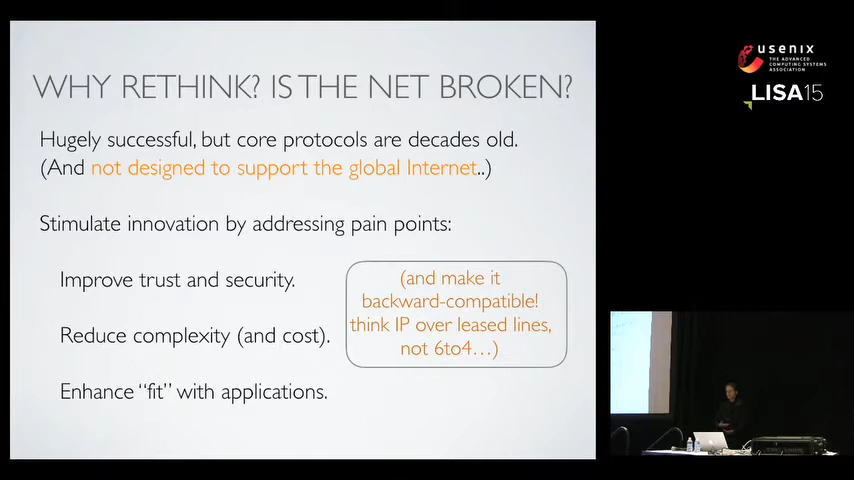 WHY RETHINK? IS THE NET BROKEN?
Hugely successful, but core protocols are decades old.
(And not designed to support the global Internet..)
Stimulate innovation by addressing pain points:
Improve trust and security.
Reduce complexity (and cost).
Enhance “fit” with applications.
(and make it
backward-compatible!
think IP over leased lines,
not 6to4…)
usenix
THE ADVANCED
COMPUTING SYSTEMS
ASSOCIATION
LISA15